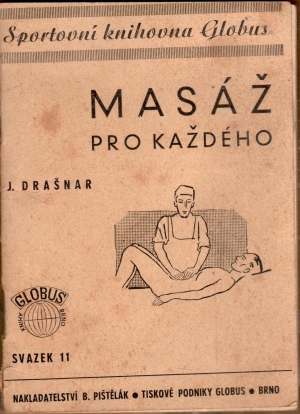 Sportovní knihovna Globus
MASÁŽ
PRO KAŽDÉHO
J. DRAŠNAR
GLOBUS
KNIHY
BRNO
SVAZEK 11
NAKLADATELSTVÍ B. PIŠTĚLÁK • TISKOVÉ PODNIKY GLOBUS • BRNO